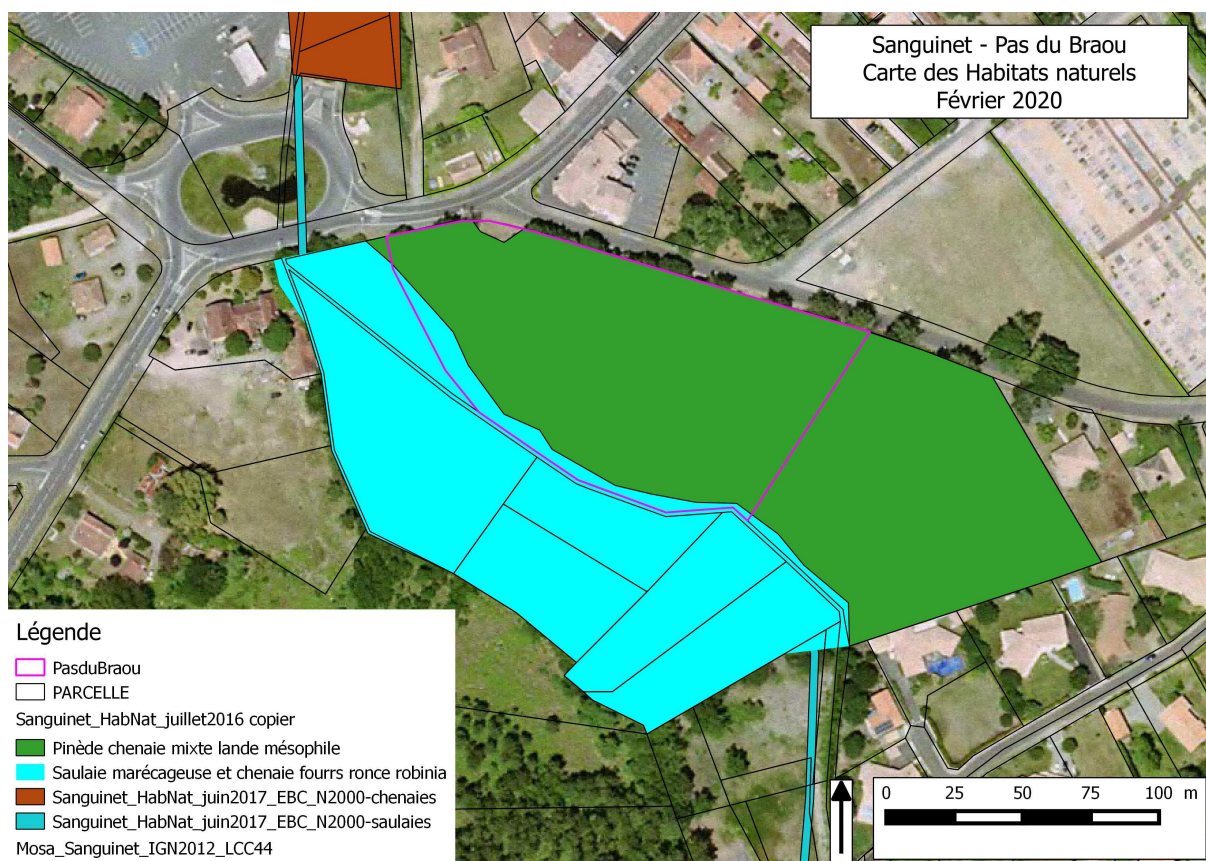 Sanguinet - Pas du Braou
Carte des Habitats naturels
Février 2020
Légende
PasduBraou
PARCELLE
Sanguinet_HabNat_juillet2016 copier
Pinède chenaie mixte lande mésophile
Saulaie marécageuse et chenaie fourrs ronce robinia
Sanguinet_HabNat_juin2017_EBC_N2000-chenaies
Sanguinet_HabNat_juin2017_EBC_N2000-saulaies
Mosa_Sanguinet_IGN2012_LCC44
0 25 50 75 100 m